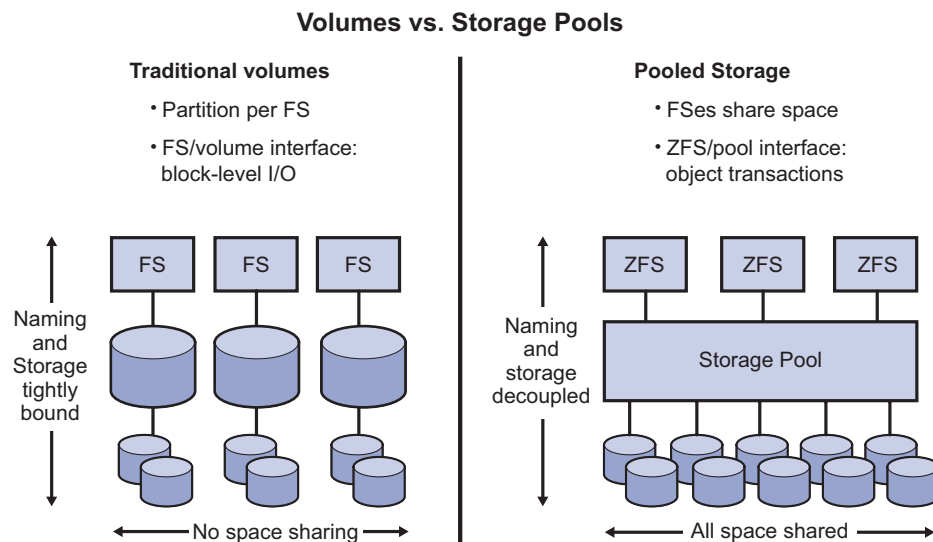 Volumes vs. Storage Pools
Traditional volumes
• Partition per FS
• FS/volume interface:
block-level I/O
FS
FS
FS
Naming
and
Storage
tightly
bound
No space sharing
Pooled Storage
• FSes share space
• ZFS/pool interface:
object transactions
ZFS
ZFS
ZFS
Naming
and
storage
decoupled
Storage Pool
All space shared